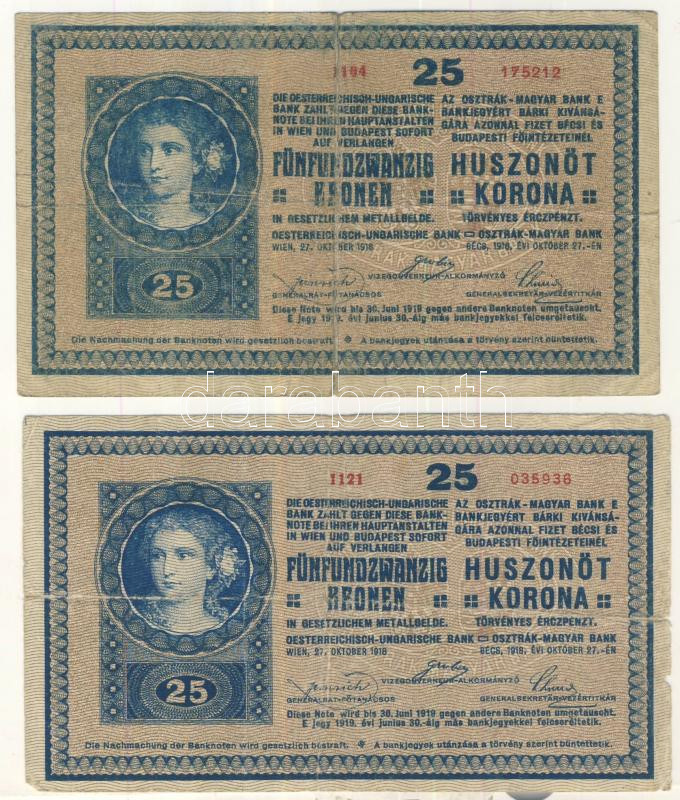 1194 25 175212
DIE OESTERREICHISCH-UNGARISCHE
BANK ZAHLT GEGEN DIESE BANK-
NOTE BEI IHREN HAUPTANSTALTEN
IN WIEN UND BUDAPEST SOFORT
AUF VERLANGEN
FÜNFUNDZWANZIG
KRONEN
IN GESETZLICHEM METALLGELDE.
AZ OSZTRÁK-MAGYAR BANK E
BANKJEGYÉRT BÁRKI KIVÁNSÁ-
GÁRA AZONNAL FIZET BÉCSI ÉS
BUDAPESTI FŐINTÉZETEINÉL
HUSZONÖT
KORONA
TÖRVÉNYES ÉRCZPÉNZT.
OESTERREICHISCH-UNGARISCHE BANK OSZTRÁK-MAGYAR BANK
WIEN, 27. OKTOBER 1918 BÉCS, 1918. ÉVI OKTÓBER 27.-ÉN
VIZEGOUVERNEUR-ALKORMÁNYZÓ
GENERALRAT-FŐTANÁCSOS GENERALSEKRETÄR-VEZÉRTITKÁR
25
Diese Note wird bis 30. Juni 1919 gegen andere Banknoten umgetauscht.
E jegy 1919. évi junius 30.-áig más bankjegyekkel felcseréltetik.
Die Nachmachung der Banknoten wird gesetzlich bestraft. A bankjegyek utánzása a törvény szerint büntettetik.
darabanth
1121 25 035936
DIE OESTERREICHISCH-UNGARISCHE
BANK ZAHLT GEGEN DIESE BANK-
NOTE BEI IHREN HAUPTANSTALTEN
IN WIEN UND BUDAPEST SOFORT
AUF VERLANGEN
FÜNFUNDZWANZIG
KRONEN
IN GESETZLICHEM METALLGELDE.
AZ OSZTRÁK-MAGYAR BANK E
BANKJEGYÉRT BÁRKI KIVÁNSÁ-
GÁRA AZONNAL FIZET BÉCSI ÉS
BUDAPESTI FŐINTÉZETEINÉL
HUSZONÖT
KORONA
TÖRVÉNYES ÉRCZPÉNZT.
OESTERREICHISCH-UNGARISCHE BANK OSZTRÁK-MAGYAR BANK
WIEN, 27. OKTOBER 1918 BÉCS, 1918. ÉVI OKTÓBER 27.-ÉN
VIZEGOUVERNEUR-ALKORMÁNYZÓ
GENERALRAT-FŐTANÁCSOS GENERALSEKRETÄR-VEZÉRTITKÁR
25
Diese Note wird bis 30. Juni 1919 gegen andere Banknoten umgetauscht.
E jegy 1919. évi junius 30.-áig más bankjegyekkel felcseréltetik.
Die Nachmachung der Banknoten wird gesetzlich bestraft. A bankjegyek utánzása a törvény szerint büntettetik.